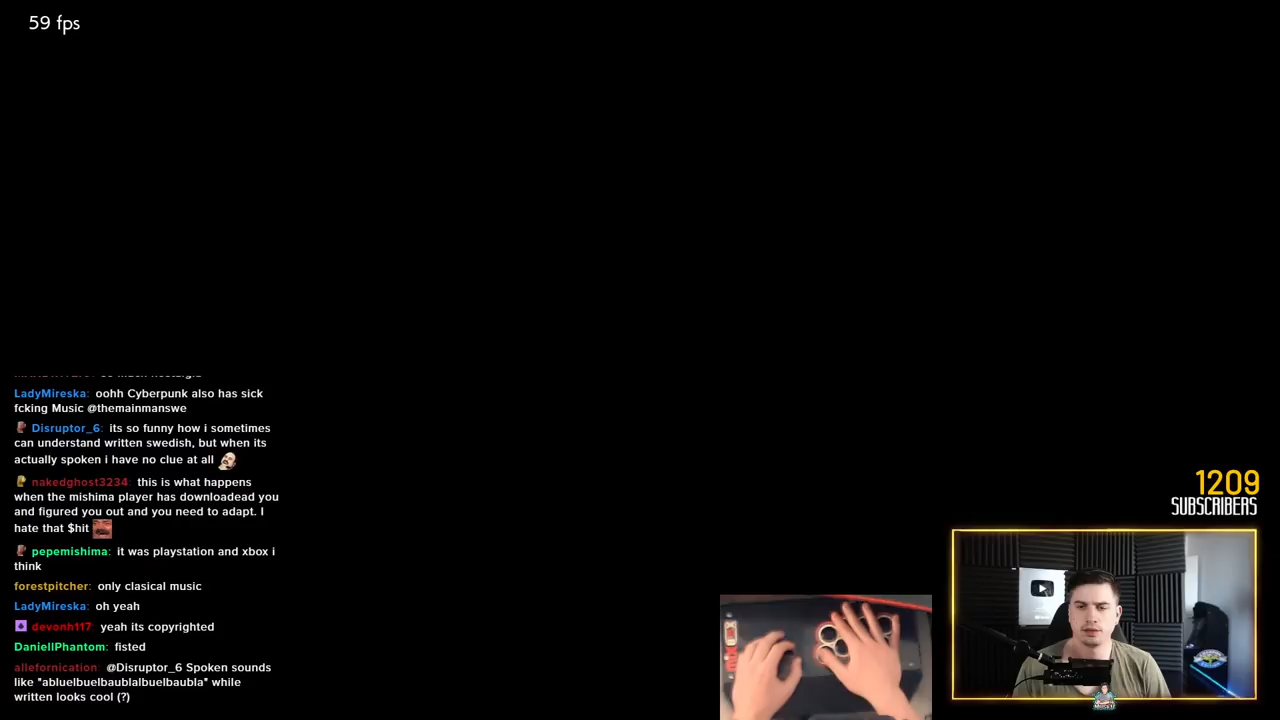 59 fps
LadyMireska: oohh Cyberpunk also has sick
fcking Music @themainmanswe
Disruptor_6: its so funny how i sometimes
can understand written swedish, but when its
actually spoken i have no clue at all
nakedghost3234: this is what happens
when the mishima player has downloadead you
and figured you out and you need to adapt. I
hate that $hit
pepemishima: it was playstation and xbox i
think
forestpitcher: only clasical music
LadyMireska: oh yeah
devonh117: yeah its copyrighted
DaniellPhantom: fisted
allefornication: @Disruptor_6 Spoken sounds
like "abluelbuelbaublalbuelbaubla" while
written looks cool (?)
1209
SUBSCRIBERS